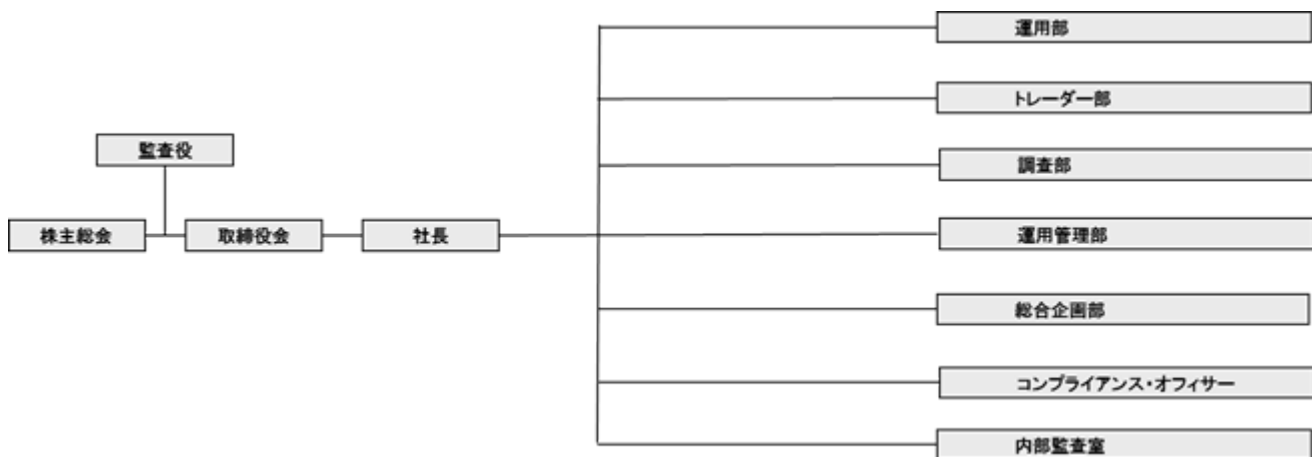 監査役
株主総会
取締役会
社長
運用部
トレーダー部
調査部
運用管理部
総合企画部
コンプライアンス・オフィサー
内部監査室